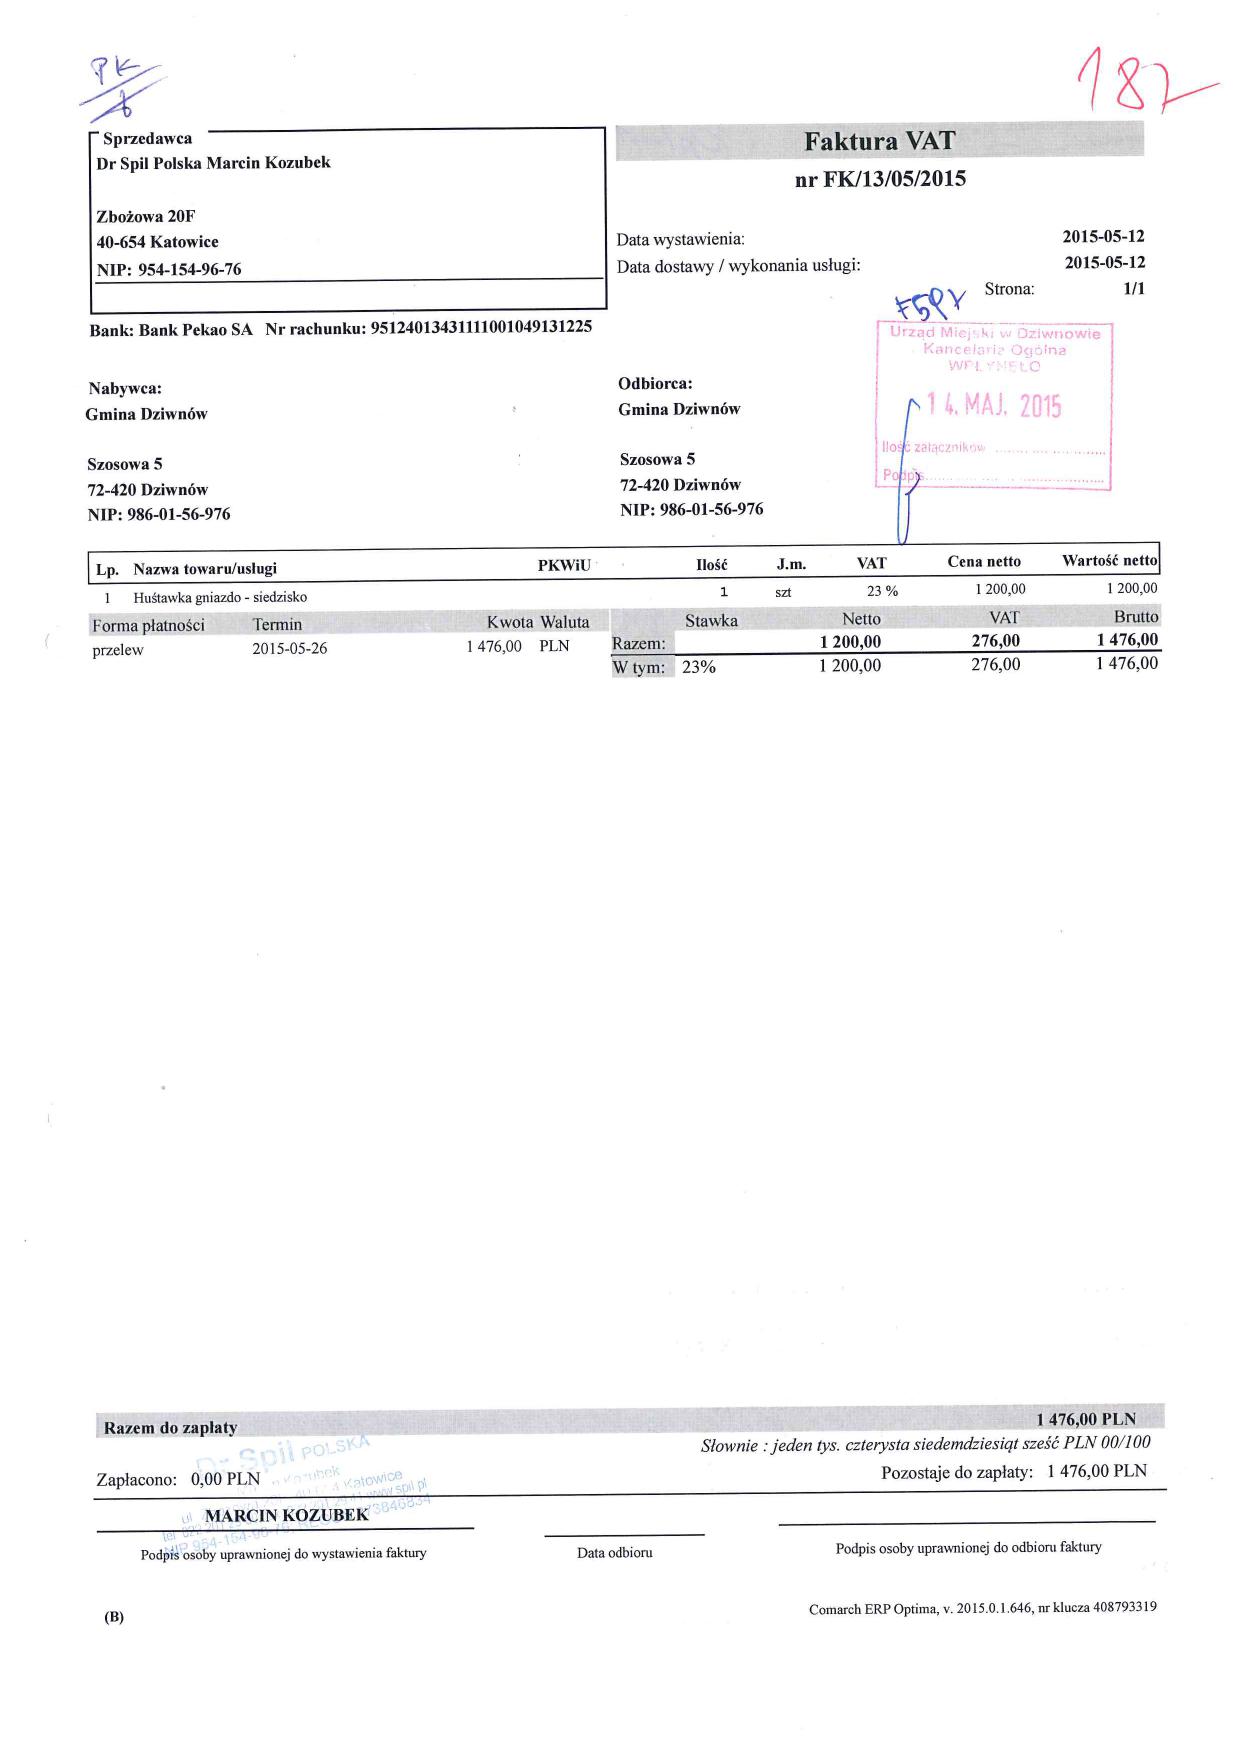 PK
182
Sprzedawca
Dr Spil Polska Marcin Kozubek
Zbożowa 20F
40-654 Katowice
NIP: 954-154-96-76
Bank: Bank Pekao SA Nr rachunku: 95124013431111001049131225
Faktura VAT
nr FK/13/05/2015
Data wystawienia: 2015-05-12
Data dostawy / wykonania usługi: 2015-05-12
Strona: 1/1
Urząd Miejski w Dziwnowie
Kancelaria Ogólna
WPŁYNĘŁO
14. MAJ. 2015
Ilość załączników
Podpis
Nabywca:
Gmina Dziwnów
Szosowa 5
72-420 Dziwnów
NIP: 986-01-56-976
Odbiorca:
Gmina Dziwnów
Szosowa 5
72-420 Dziwnów
NIP: 986-01-56-976
Lp. Nazwa towaru/usługi PKWiU Ilość J.m. VAT Cena netto Wartość netto
1 Huśtawka gniazdo - siedzisko 1 szt 23 % 1 200,00 1 200,00
Forma płatności Termin Kwota Waluta Stawka Netto VAT Brutto
przelew 2015-05-26 1 476,00 PLN Razem: 1 200,00 276,00 1 476,00
W tym: 23% 1 200,00 276,00 1 476,00
Razem do zapłaty 1 476,00 PLN
Słownie : jeden tys. czterysta siedemdziesiąt sześć PLN 00/100
Zapłacono: 0,00 PLN Pozostaje do zapłaty: 1 476,00 PLN
Dr Spil POLSKA
Katowice
www.spil.pl
MARCIN KOZUBEK
NIP 954-154-96-76
Podpis osoby uprawnionej do wystawienia faktury Data odbioru Podpis osoby uprawnionej do odbioru faktury
(B) Comarch ERP Optima, v. 2015.0.1.646, nr klucza 408793319